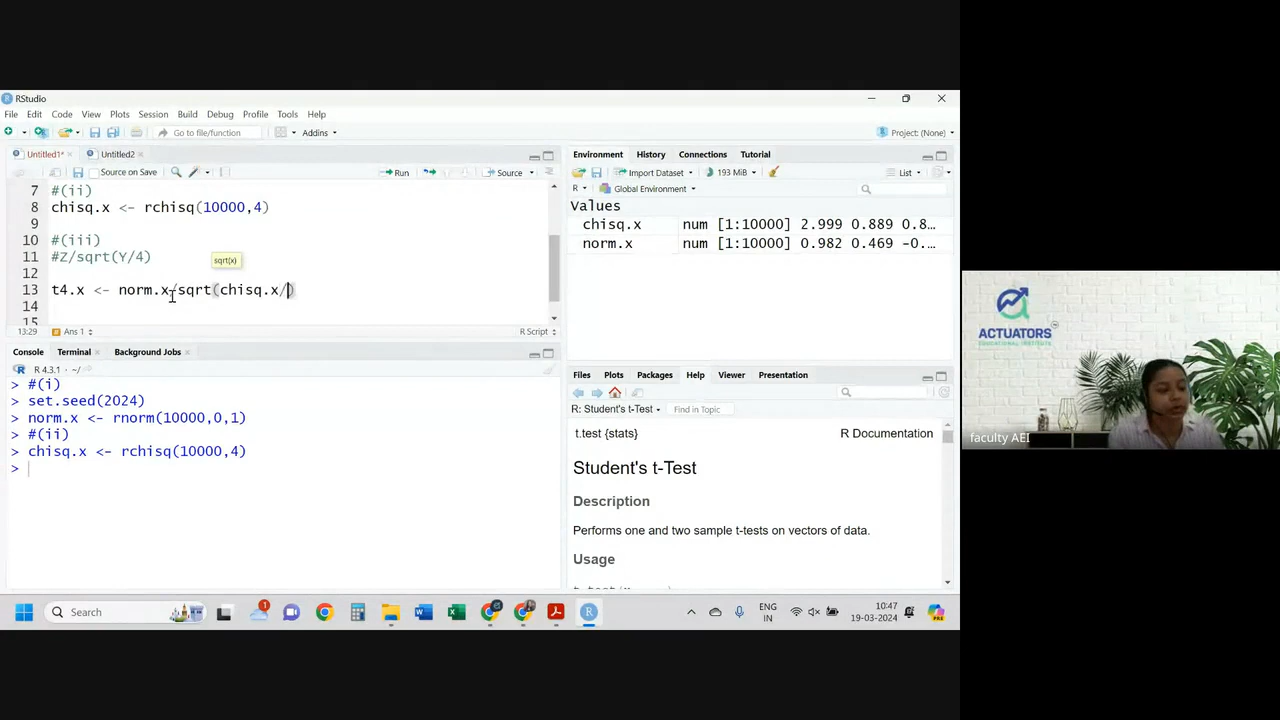 RStudio
File Edit Code View Plots Session Build Debug Profile Tools Help
Go to file/function Addins Project: (None)
Untitled1* Untitled2
Source on Save Run Source
7 #(ii)
8 chisq.x <- rchisq(10000,4)
9
10 #(iii)
11 #Z/sqrt(Y/4)
sqrt(x)
12
13 t4.x <- norm.x/sqrt(chisq.x/)
14
15
13:29 Ans 1 R Script
Console Terminal Background Jobs
R 4.3.1 · ~/
> #(i)
> set.seed(2024)
> norm.x <- rnorm(10000,0,1)
> #(ii)
> chisq.x <- rchisq(10000,4)
>
Environment History Connections Tutorial
Import Dataset 193 MiB List
R Global Environment
Values
chisq.x num [1:10000] 2.999 0.889 0.8…
norm.x num [1:10000] 0.982 0.469 -0.…
Files Plots Packages Help Viewer Presentation
R: Student's t-Test Find in Topic
t.test {stats} R Documentation
Student's t-Test
Description
Performs one and two sample t-tests on vectors of data.
Usage
ACTUATORS
EDUCATIONAL INSTITUTE
faculty AEI
Search
1
ENG
IN
10:47
19-03-2024
PRE